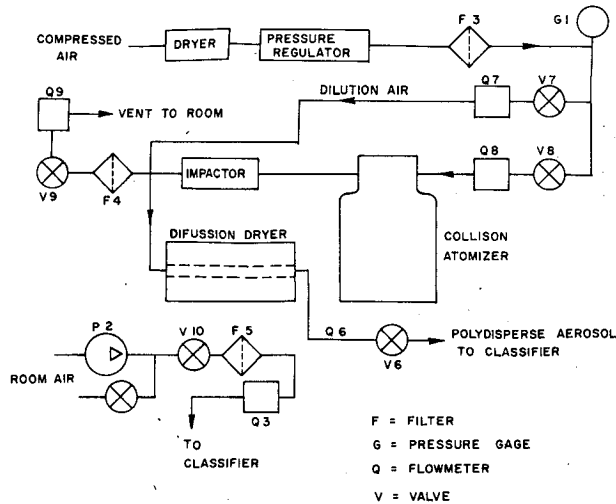 F 3
G I
COMPRESSED
AIR
DRYER
PRESSURE
REGULATOR
Q9
VENT TO ROOM
DILUTION AIR
Q7
V7
V9
F4
IMPACTOR
Q8
V8
DIFUSSION DRYER
COLLISON
ATOMIZER
P 2
V 10
F 5
Q 6
V6
POLYDISPERSE AEROSOL
TO CLASSIFIER
ROOM AIR
Q3
TO
CLASSIFIER
F = FILTER
G = PRESSURE GAGE
Q = FLOWMETER
V = VALVE